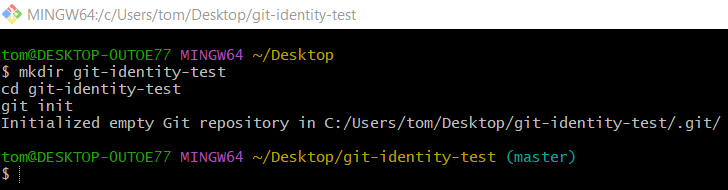 MINGW64:/c/Users/tom/Desktop/git-identity-test
tom@DESKTOP-OUTOE77 MINGW64 ~/Desktop
$ mkdir git-identity-test
cd git-identity-test
git init
Initialized empty Git repository in C:/Users/tom/Desktop/git-identity-test/.git/
tom@DESKTOP-OUTOE77 MINGW64 ~/Desktop/git-identity-test (master)
$